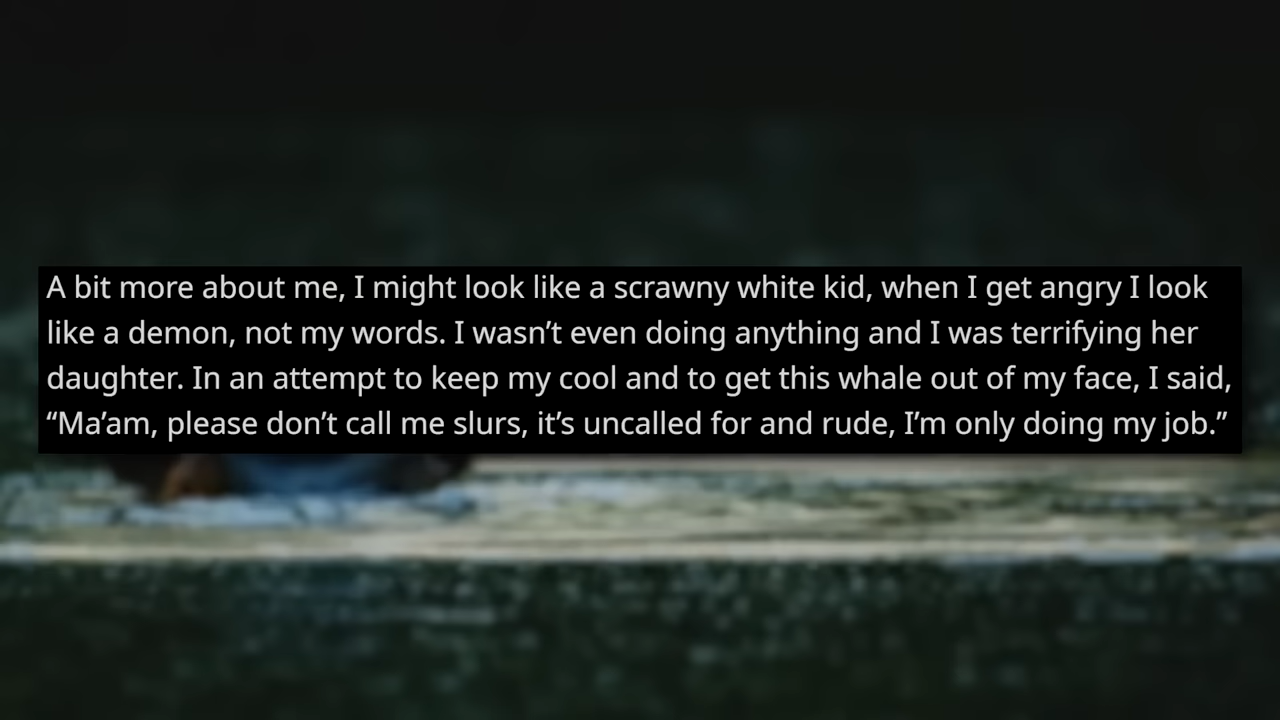 A bit more about me, I might look like a scrawny white kid, when I get angry I look
like a demon, not my words. I wasn’t even doing anything and I was terrifying her
daughter. In an attempt to keep my cool and to get this whale out of my face, I said,
“Ma’am, please don’t call me slurs, it’s uncalled for and rude, I’m only doing my job.”